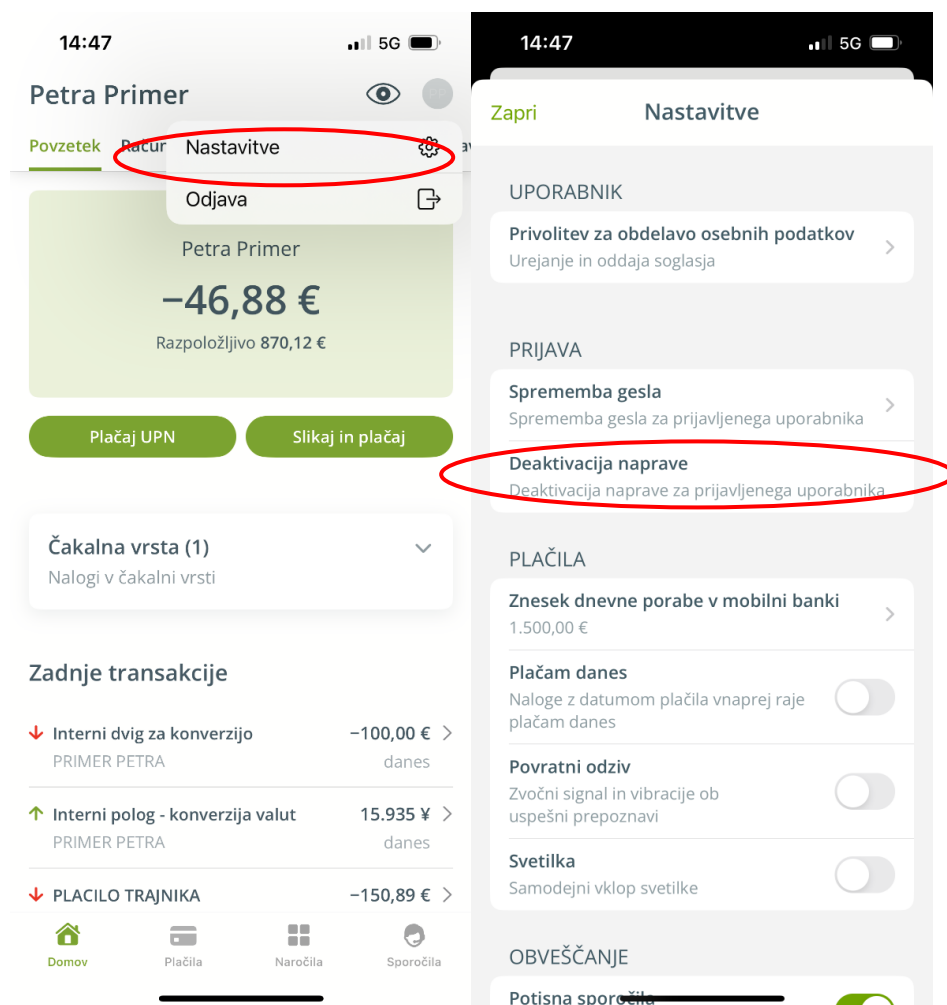 14:47
5G
Petra Primer
Povzetek Račun
Nastavitve
Odjava
Petra Primer
−46,88 €
Razpoložljivo 870,12 €
Plačaj UPN
Slikaj in plačaj
Čakalna vrsta (1)
Nalogi v čakalni vrsti
Zadnje transakcije
Interni dvig za konverzijo −100,00 €
PRIMER PETRA danes
Interni polog - konverzija valut 15.935 ¥
PRIMER PETRA danes
PLACILO TRAJNIKA −150,89 €
Domov Plačila Naročila Sporočila
14:47
5G
Zapri Nastavitve
UPORABNIK
Privolitev za obdelavo osebnih podatkov
Urejanje in oddaja soglasja
PRIJAVA
Sprememba gesla
Sprememba gesla za prijavljenega uporabnika
Deaktivacija naprave
Deaktivacija naprave za prijavljenega uporabnika
PLAČILA
Znesek dnevne porabe v mobilni banki
1.500,00 €
Plačam danes
Naloge z datumom plačila vnaprej raje
plačam danes
Povratni odziv
Zvočni signal in vibracije ob
uspešni prepoznavi
Svetilka
Samodejni vklop svetilke
OBVEŠČANJE
Potisna sporočila